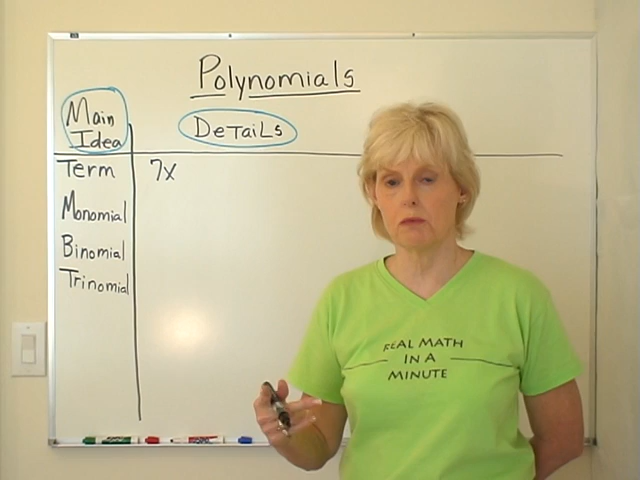 Polynomials
Main Idea
DeTaiLs
Term 7x
Monomial
Binomial
Trinomial
REAL MATH
IN A
MINUTE